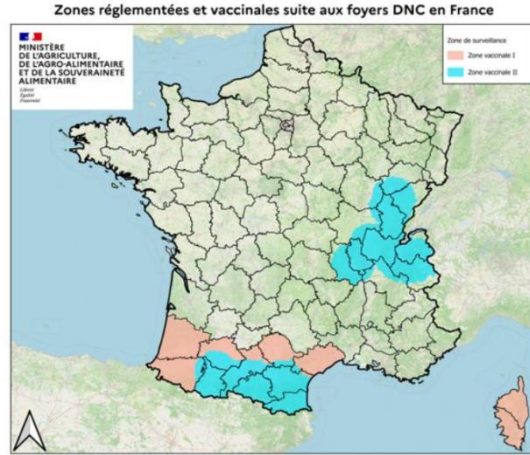 Zones réglementées et vaccinales suite aux foyers DNC en France
MINISTÈRE
DE L'AGRICULTURE,
DE L'AGRO-ALIMENTAIRE
ET DE LA SOUVERAINETÉ
ALIMENTAIRE
Liberté
Égalité
Fraternité
Zone de surveillance
Zone vaccinale I
Zone vaccinale II